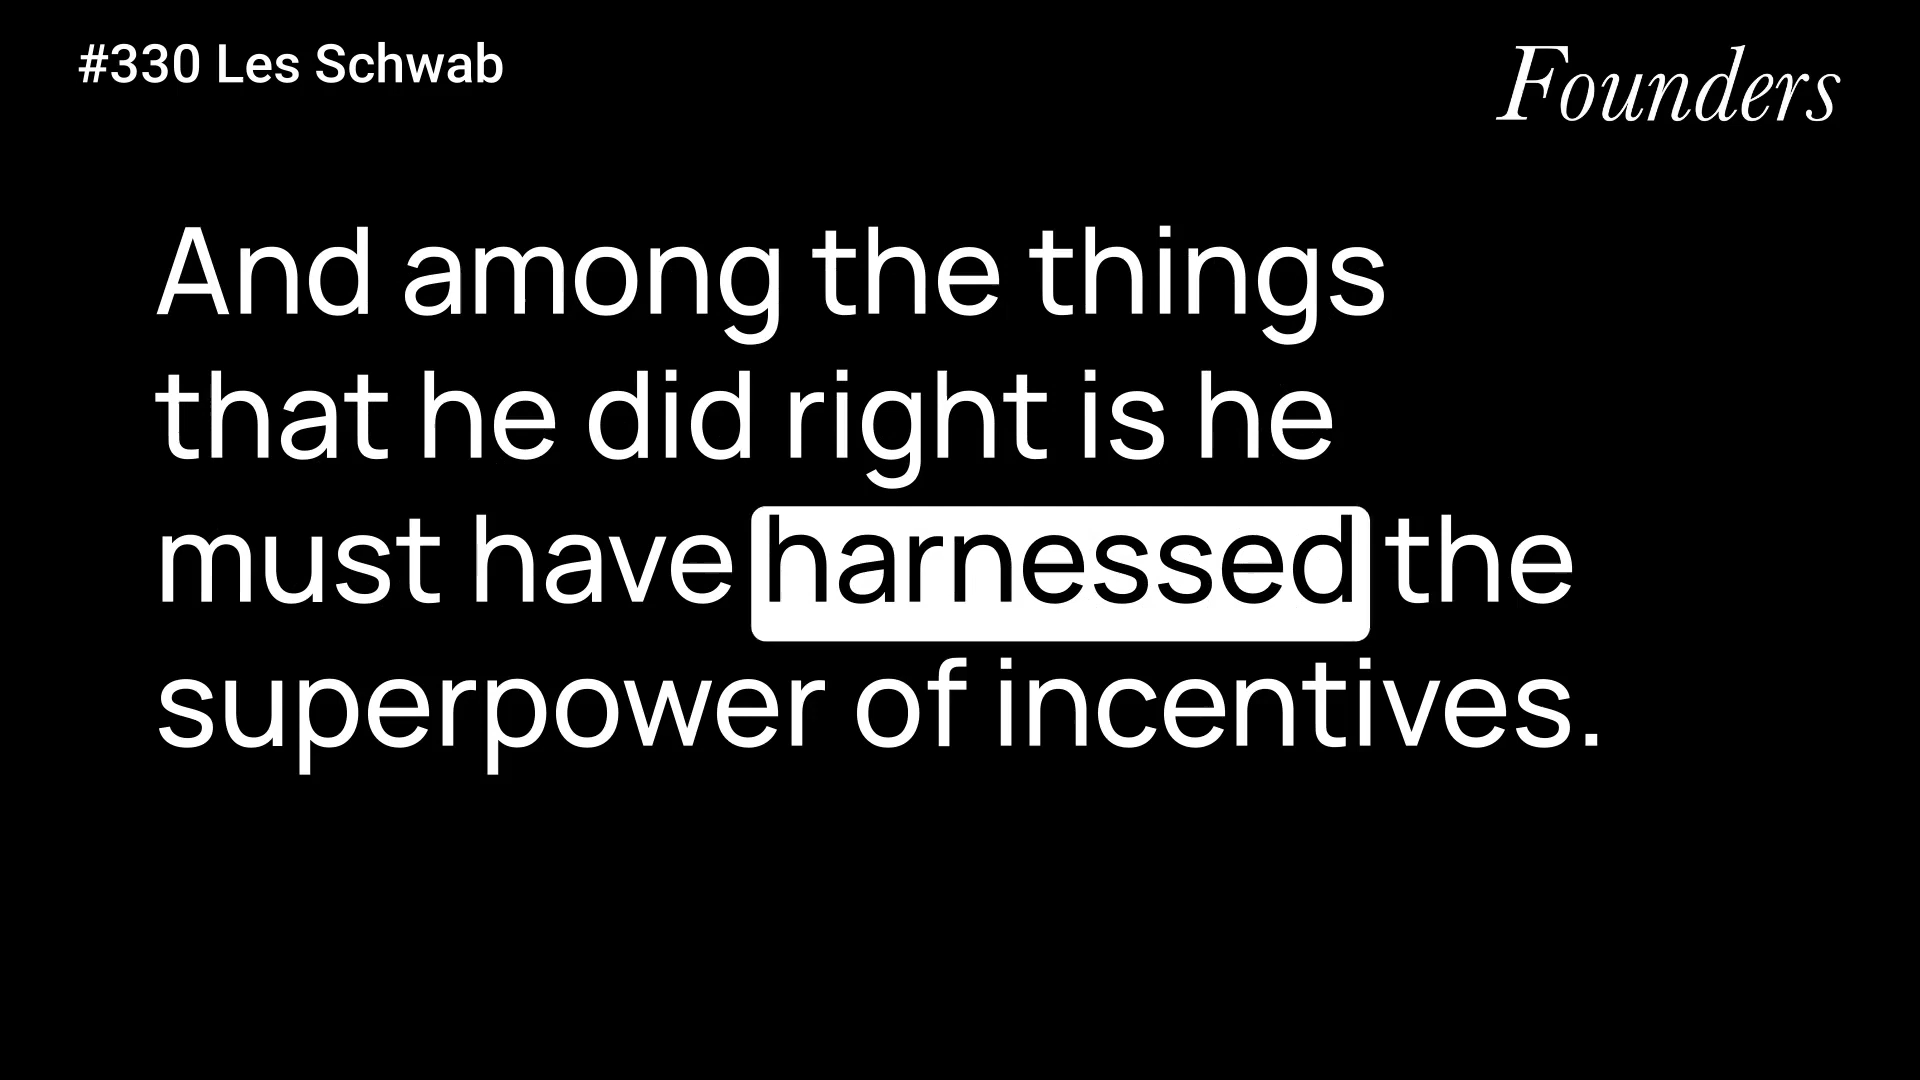 #330 Les Schwab
Founders
And among the things
that he did right is he
must have harnessed the
superpower of incentives.